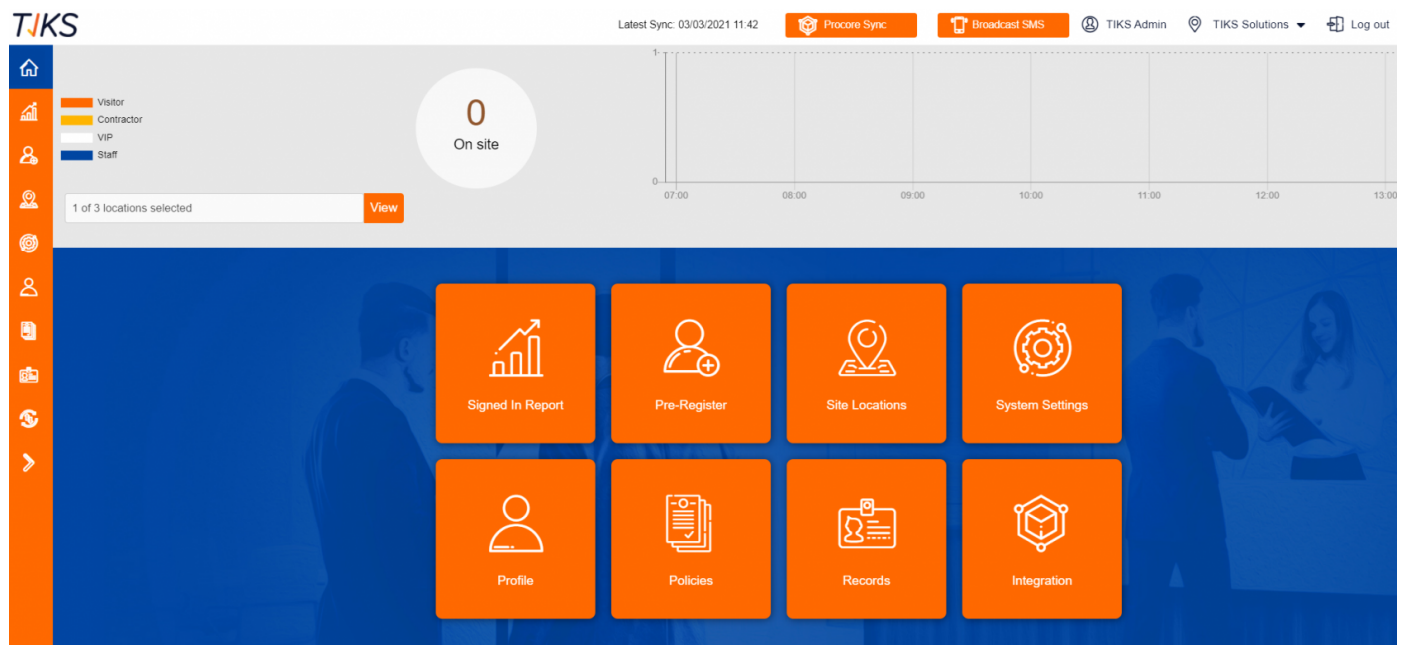 TIKS
Latest Sync: 03/03/2021 11:42
Procore Sync
Broadcast SMS
TIKS Admin
TIKS Solutions
Log out
Visitor
Contractor
VIP
Staff
0
On site
1 of 3 locations selected
View
1
0
07:00 08:00 09:00 10:00 11:00 12:00 13:00
Signed In Report
Pre-Register
Site Locations
System Settings
Profile
Policies
Records
Integration